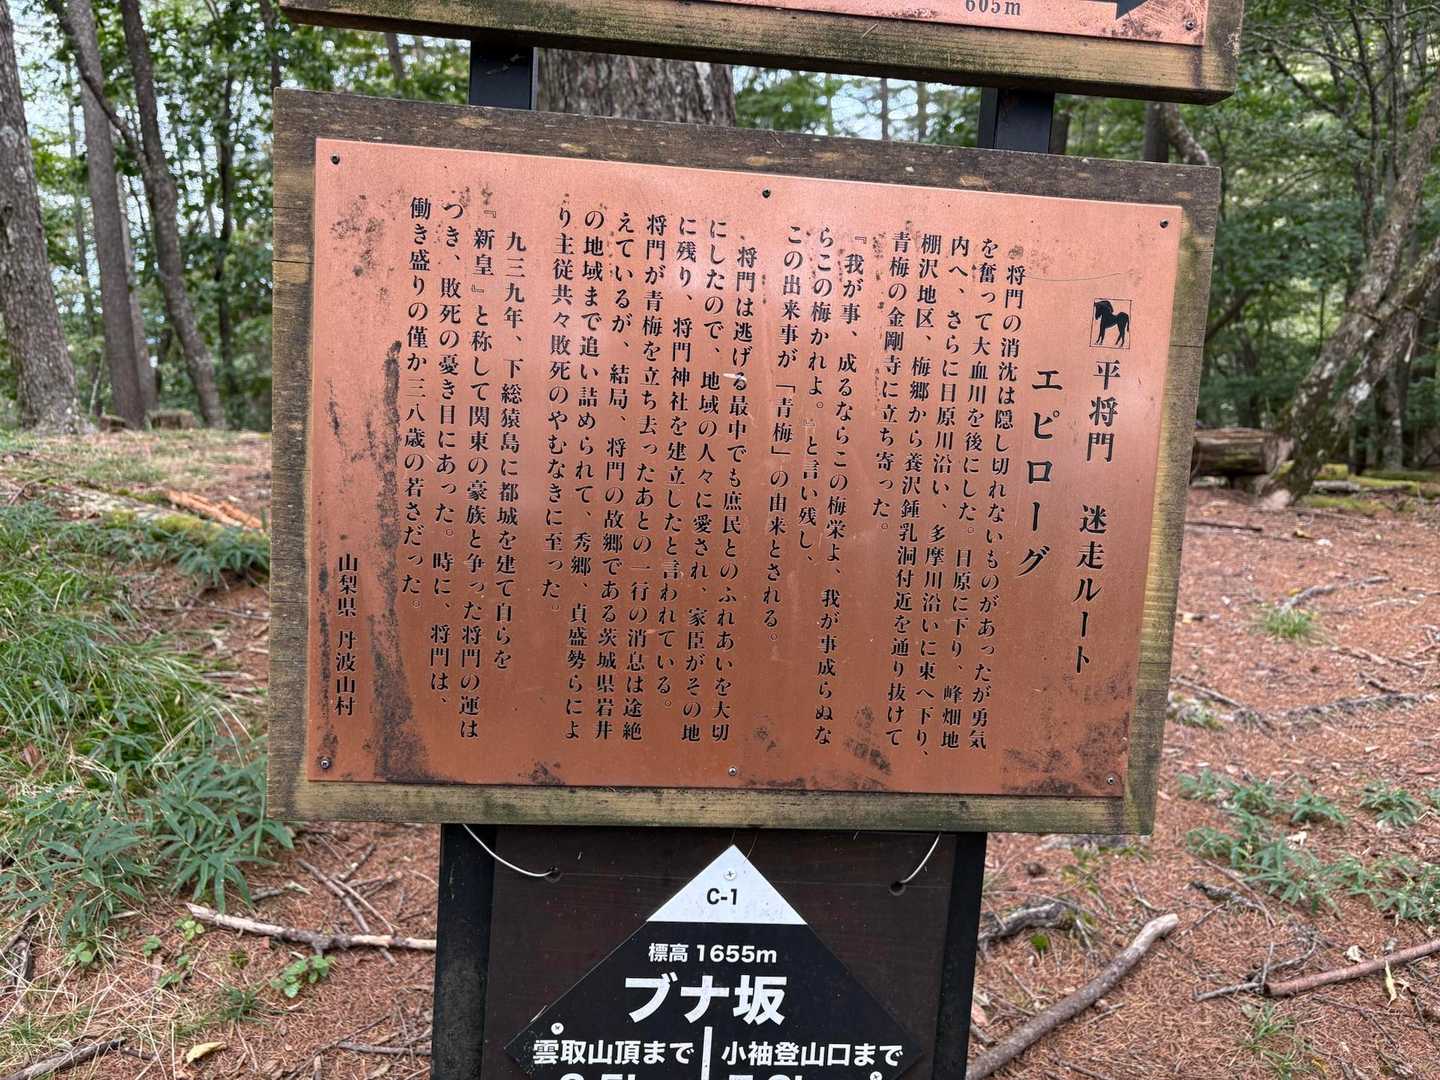 605m
平将門 迷走ルート
エピローグ
将門の消沈は隠し切れないものがあったが勇気
を奮って大血川を後にした。日原に下り、峰畑地
内へ、さらに日原川沿い、多摩川沿いに東へ下り、
棚沢地区、梅郷から養沢鍾乳洞付近を通り抜けて
青梅の金剛寺に立ち寄った。
『我が事、成るならこの梅栄よ、我が事成らぬな
らこの梅かれよ。』と言い残し、
この出来事が「青梅」の由来とされる。
将門は逃げる最中でも庶民とのふれあいを大切
にしたので、地域の人々に愛され、家臣がその地
に残り、将門神社を建立したと言われている。
将門が青梅を立ち去ったあとの一行の消息は途絶
えているが、結局、将門の故郷である茨城県岩井
の地域まで追い詰められて、秀郷、貞盛勢らによ
り主従共々敗死のやむなきに至った。
九三九年、下総猿島に都城を建て自らを
『新皇』と称して関東の豪族と争った将門の運は
つき、敗死の憂き目にあった。時に、将門は、
働き盛りの僅か三八歳の若さだった。
山梨県 丹波山村
C-1
標高 1655m
ブナ坂
雲取山頂まで
小袖登山口まで